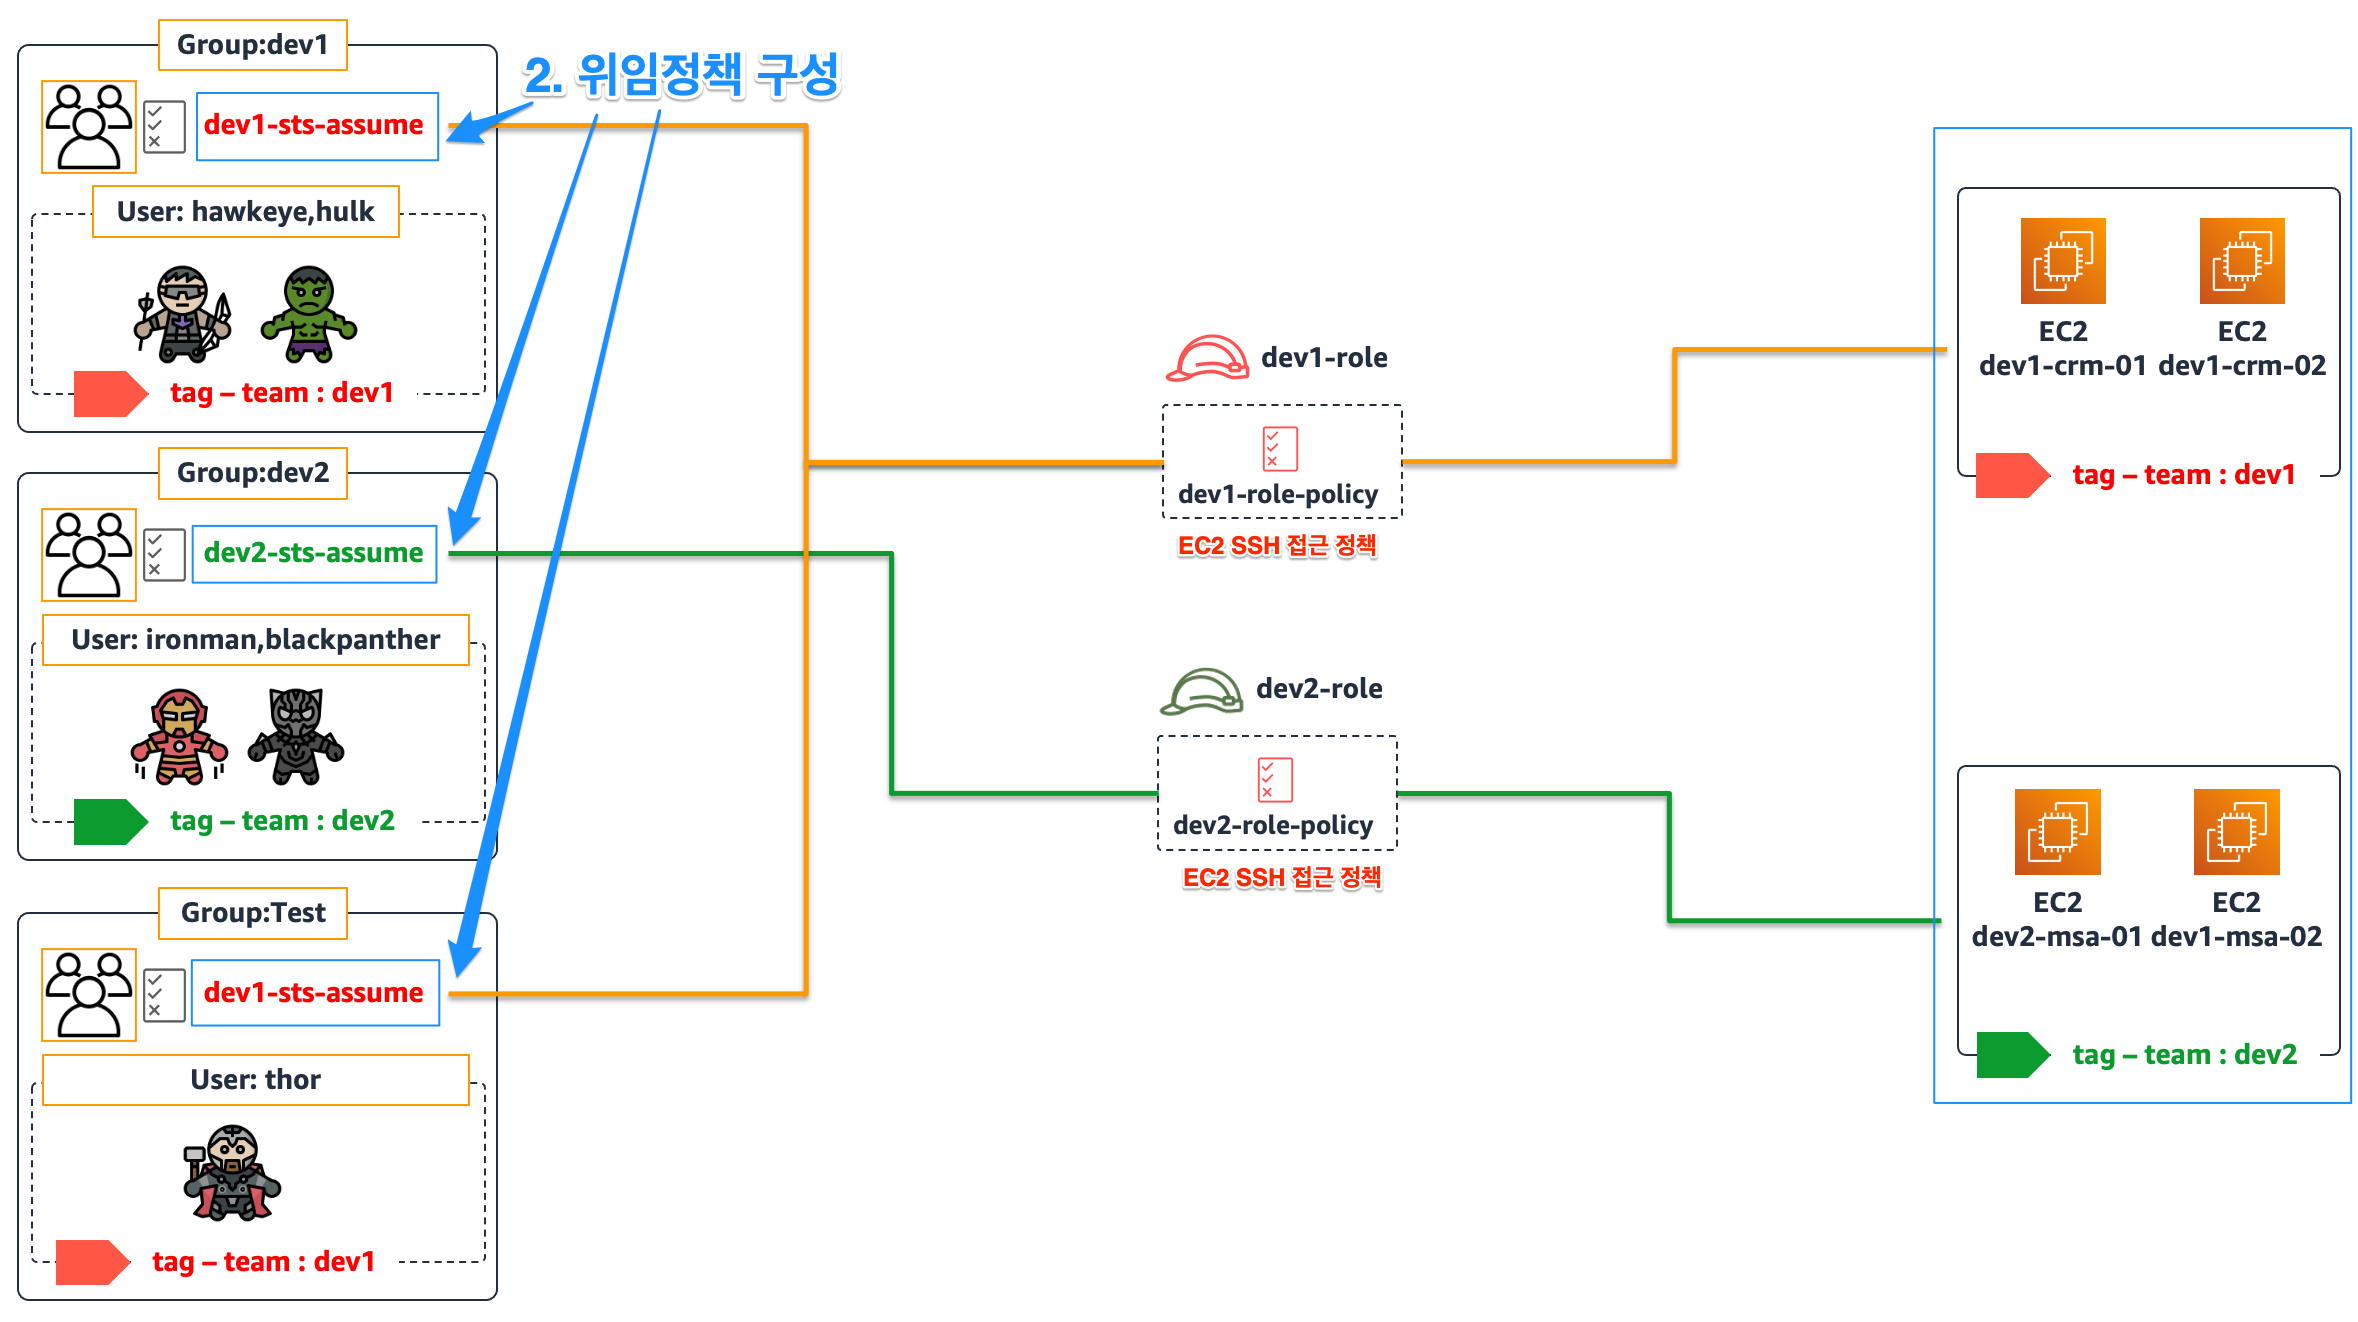 Group:dev1
2. 위임정책 구성
dev1-sts-assume
User: hawkeye,hulk
tag – team : dev1
Group:dev2
dev2-sts-assume
User: ironman,blackpanther
tag – team : dev2
Group:Test
dev1-sts-assume
User: thor
tag – team : dev1
dev1-role
dev1-role-policy
EC2 SSH 접근 정책
dev2-role
dev2-role-policy
EC2 SSH 접근 정책
EC2
dev1-crm-01
EC2
dev1-crm-02
tag – team : dev1
EC2
dev2-msa-01
EC2
dev1-msa-02
tag – team : dev2